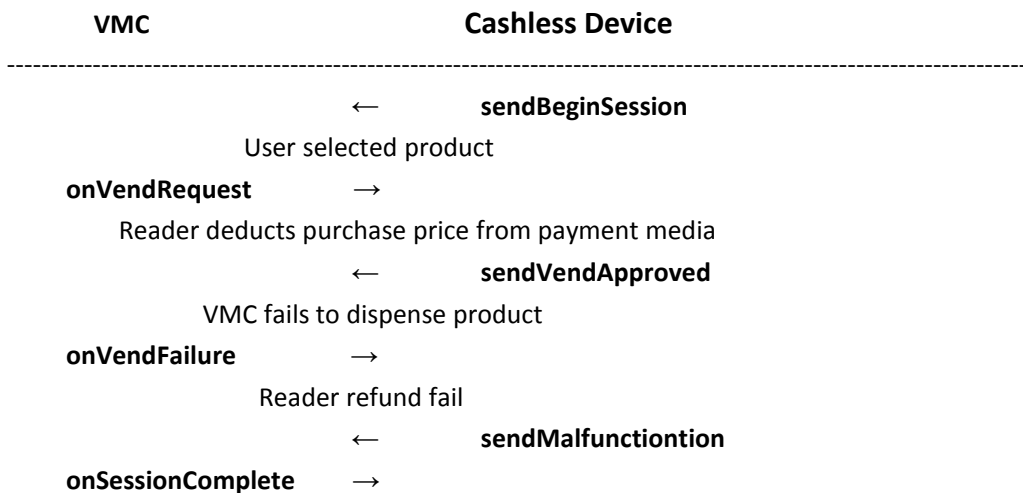 VMC Cashless Device
--------------------------------------------------------------------------------------------------------------------
← sendBeginSession
User selected product
onVendRequest →
Reader deducts purchase price from payment media
← sendVendApproved
VMC fails to dispense product
onVendFailure →
Reader refund fail
← sendMalfunctiontion
onSessionComplete →